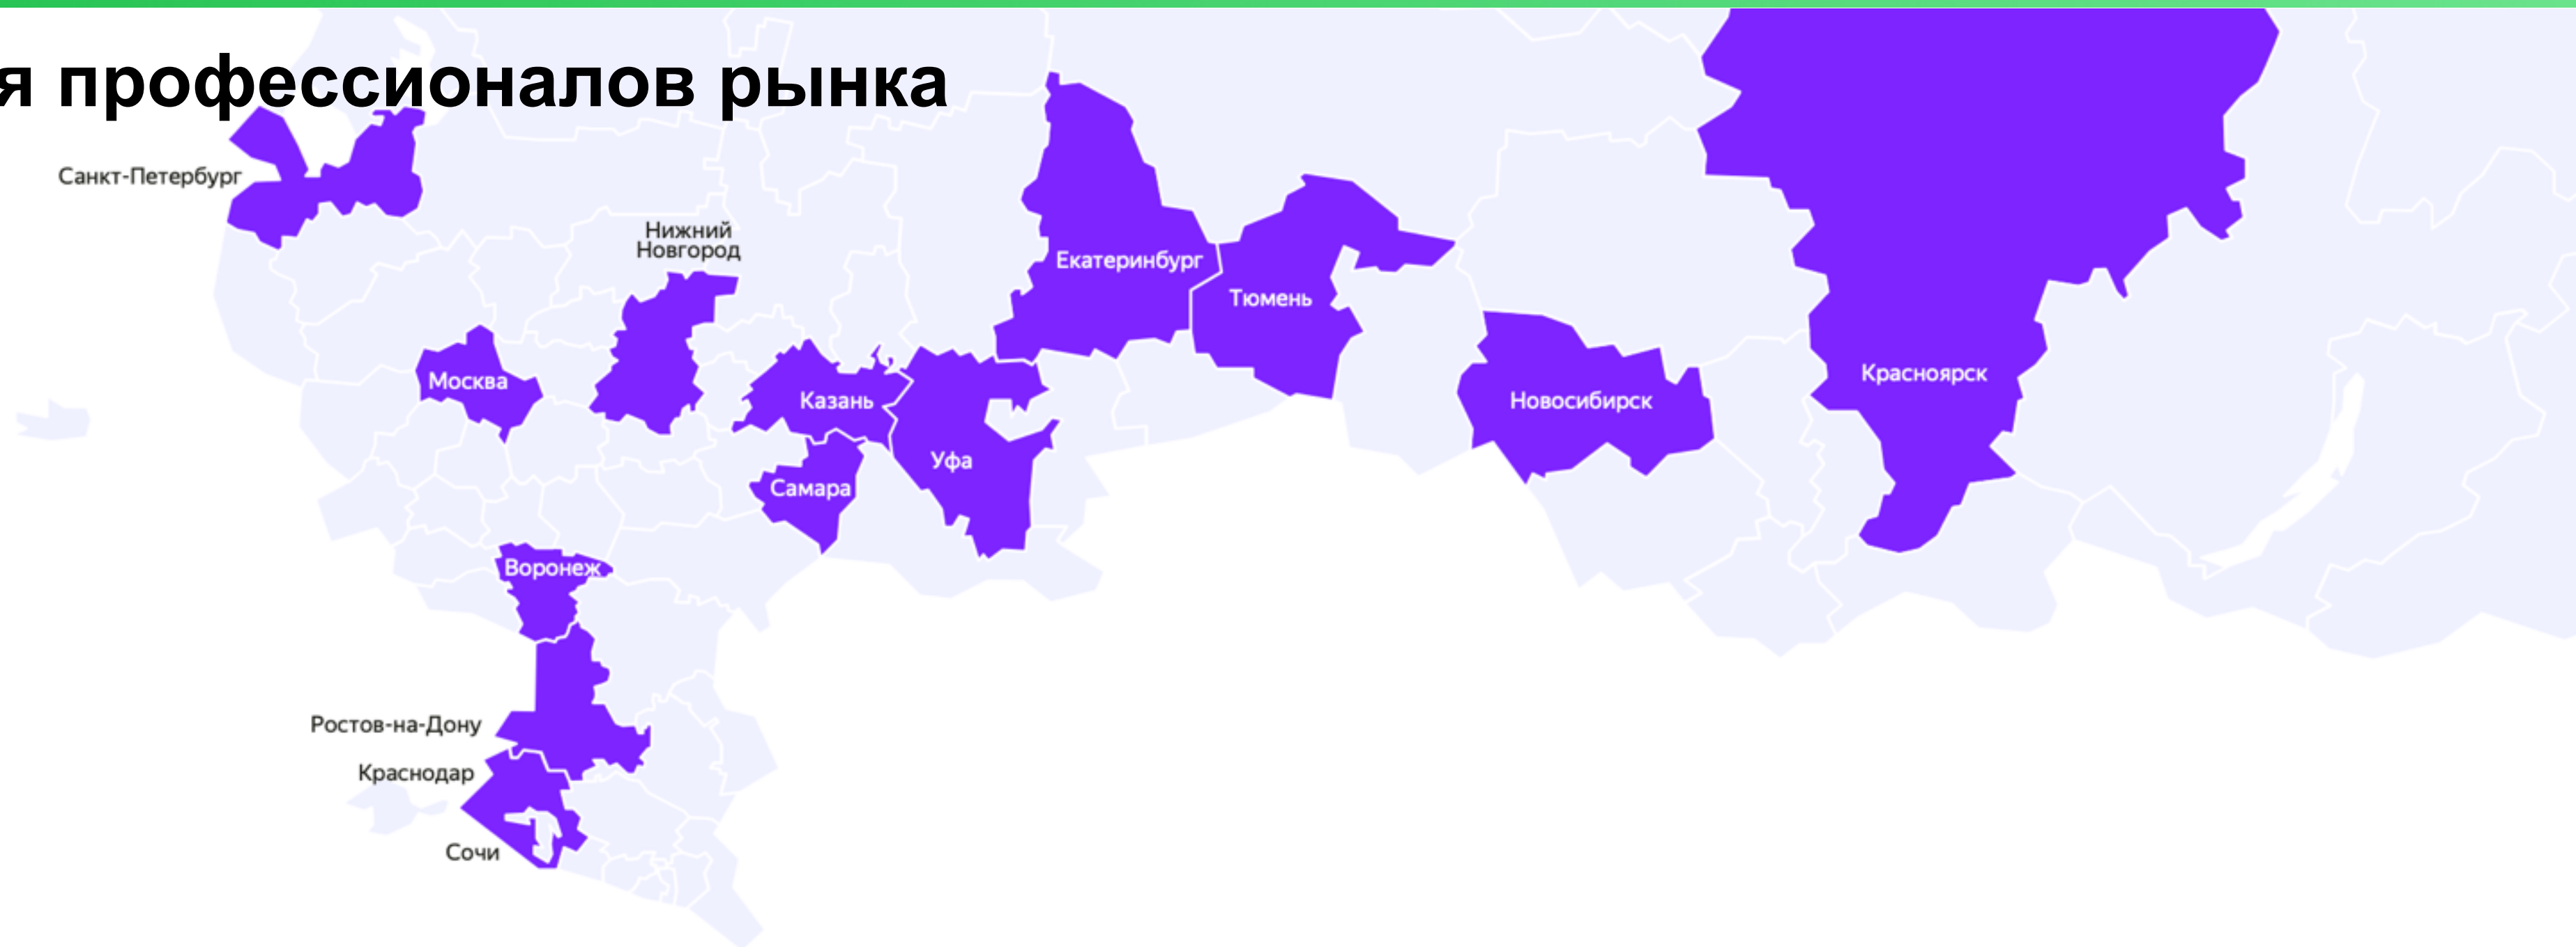 я профессионалов рынка
Санкт-Петербург
Нижний
Новгород
Екатеринбург
Тюмень
Москва
Казань
Новосибирск
Красноярск
Уфа
Самара
Воронеж
Ростов-на-Дону
Краснодар
Сочи